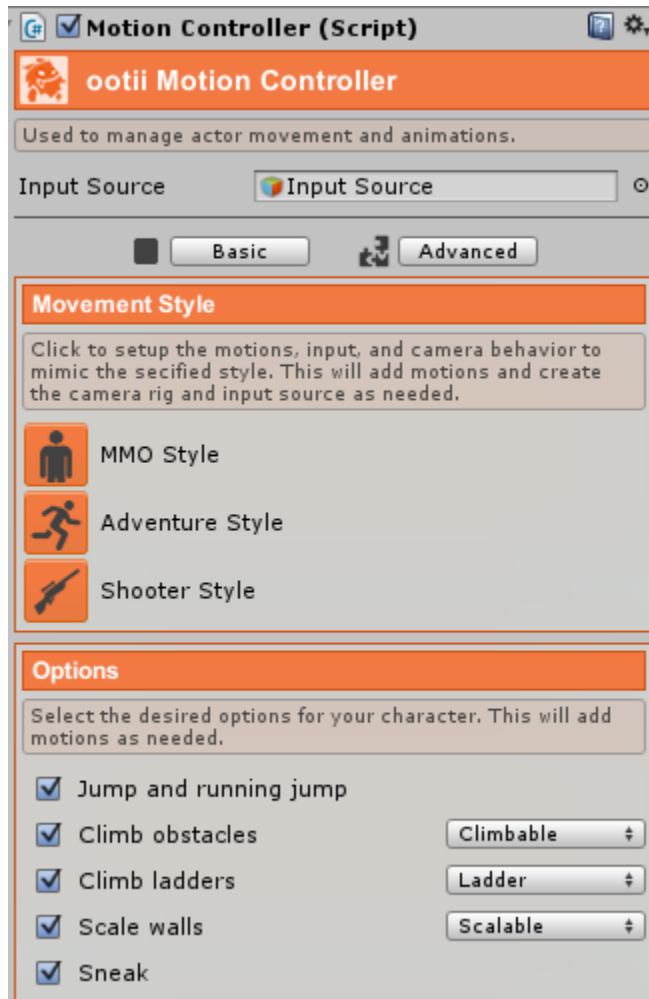 Motion Controller (Script)
ootii Motion Controller
Used to manage actor movement and animations.
Input Source Input Source
Basic Advanced
Movement Style
Click to setup the motions, input, and camera behavior to
mimic the secified style. This will add motions and create
the camera rig and input source as needed.
MMO Style
Adventure Style
Shooter Style
Options
Select the desired options for your character. This will add
motions as needed.
Jump and running jump
Climb obstacles Climbable
Climb ladders Ladder
Scale walls Scalable
Sneak